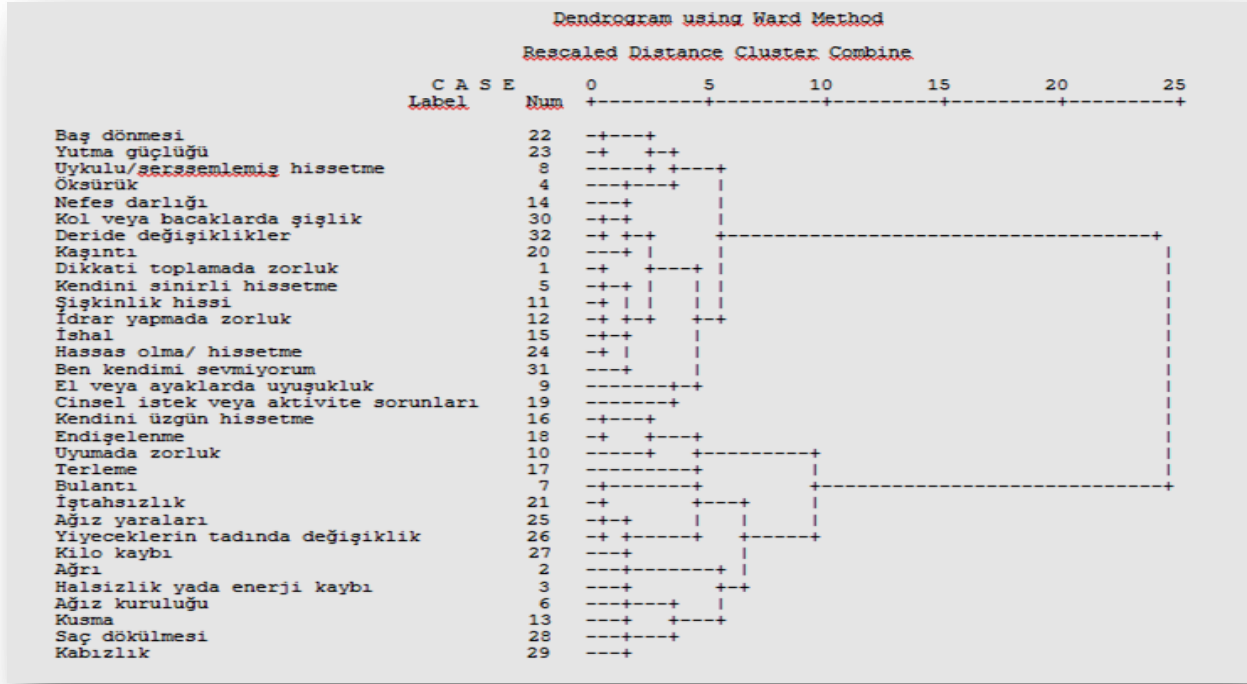 Dendrogram using Ward Method
Rescaled Distance Cluster Combine
C A S E 0 5 10 15 20 25
Label Num +---------+---------+---------+---------+---------+
Baş dönmesi 22
Yutma güçlüğü 23
Uykulu/serssemlemiş hissetme 8
Öksürük 4
Nefes darlığı 14
Kol veya bacaklarda şişlik 30
Deride değişiklikler 32
Kaşıntı 20
Dikkati toplamada zorluk 1
Kendini sinirli hissetme 5
Şişkinlik hissi 11
İdrar yapmada zorluk 12
İshal 15
Hassas olma/ hissetme 24
Ben kendimi sevmiyorum 31
El veya ayaklarda uyuşukluk 9
Cinsel istek veya aktivite sorunları 19
Kendini üzgün hissetme 16
Endişelenme 18
Uyumada zorluk 10
Terleme 17
Bulantı 7
İştahsızlık 21
Ağız yaraları 25
Yiyeceklerin tadında değişiklik 26
Kilo kaybı 27
Ağrı 2
Halsizlik yada enerji kaybı 3
Ağız kuruluğu 6
Kusma 13
Saç dökülmesi 28
Kabızlık 29